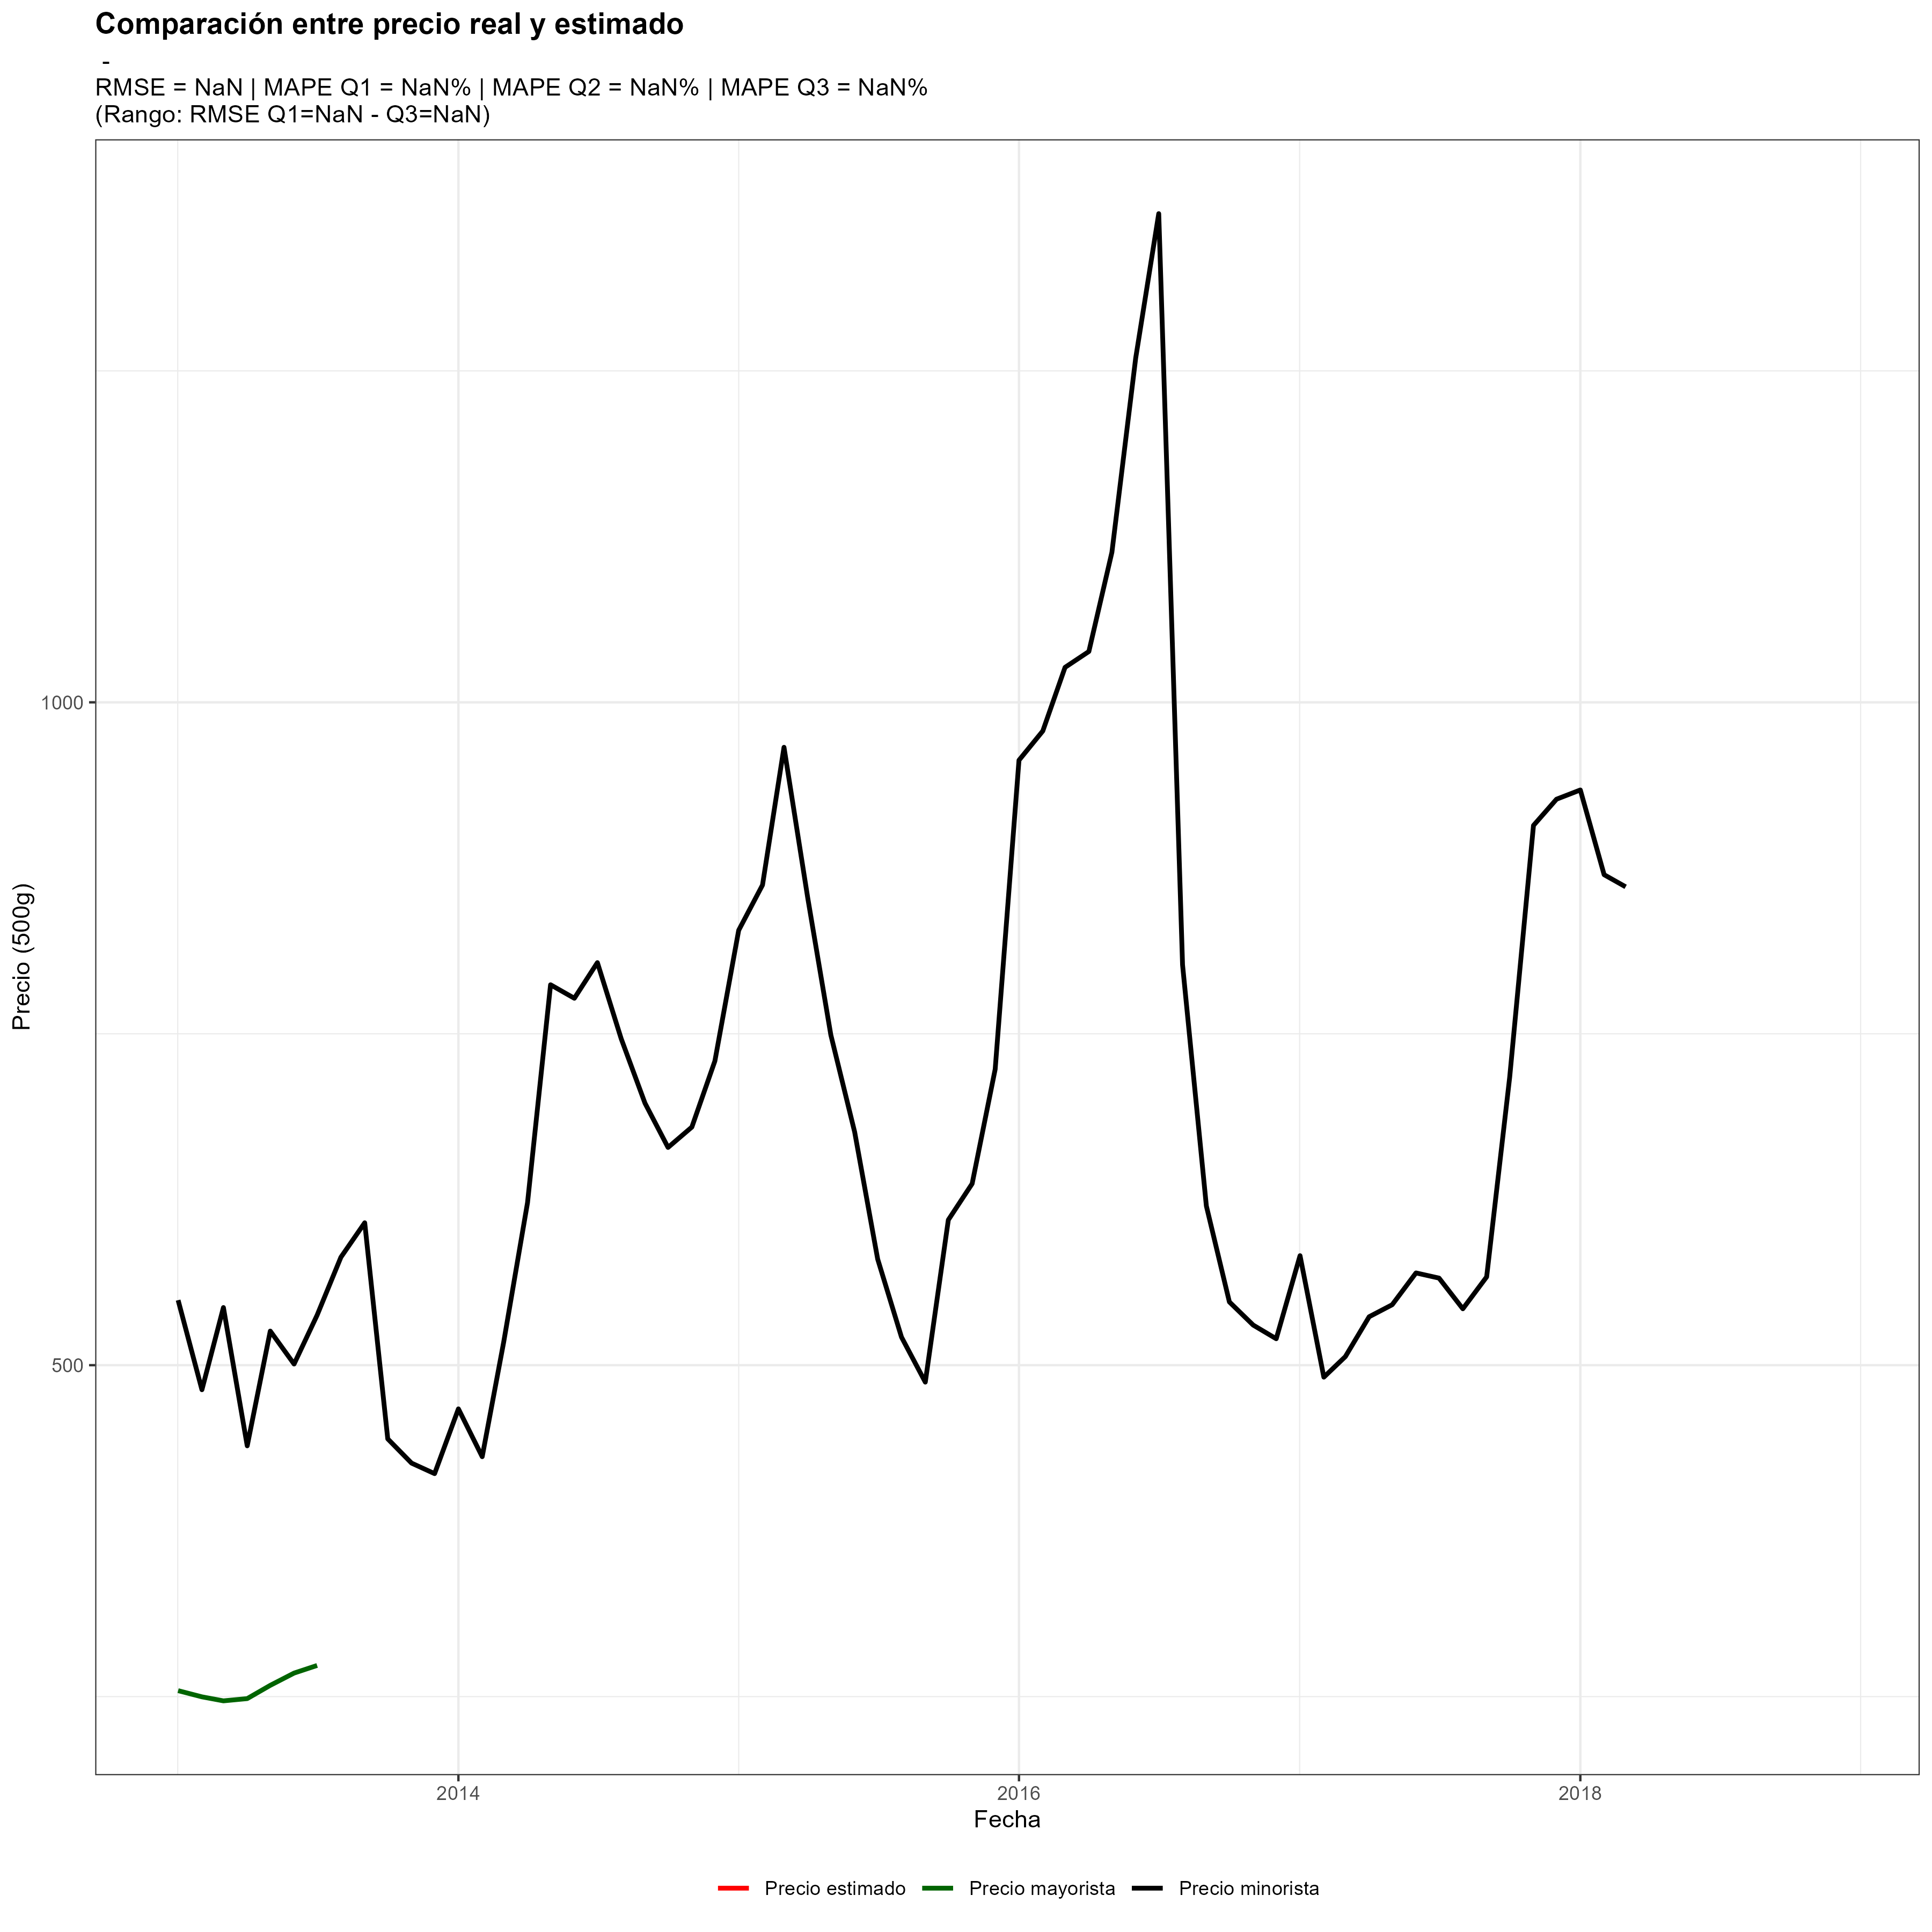 Comparación entre precio real y estimado
-
RMSE = NaN | MAPE Q1 = NaN% | MAPE Q2 = NaN% | MAPE Q3 = NaN%
(Rango: RMSE Q1=NaN - Q3=NaN)
Precio (500g)
1000
500
2014
2016
2018
Fecha
Precio estimado
Precio mayorista
Precio minorista